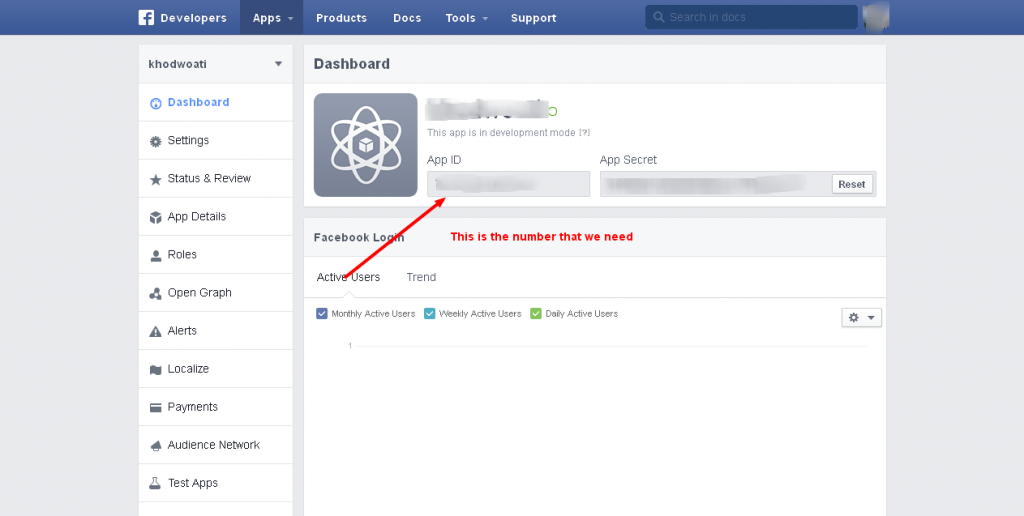 Developers Apps Products Docs Tools Support Search in docs
khodwoati
Dashboard
Settings
Status & Review
App Details
Roles
Open Graph
Alerts
Localize
Payments
Audience Network
Test Apps
Dashboard
This app is in development mode [?]
App ID App Secret
Reset
Facebook Login
This is the number that we need
Active Users Trend
Monthly Active Users Weekly Active Users Daily Active Users
1